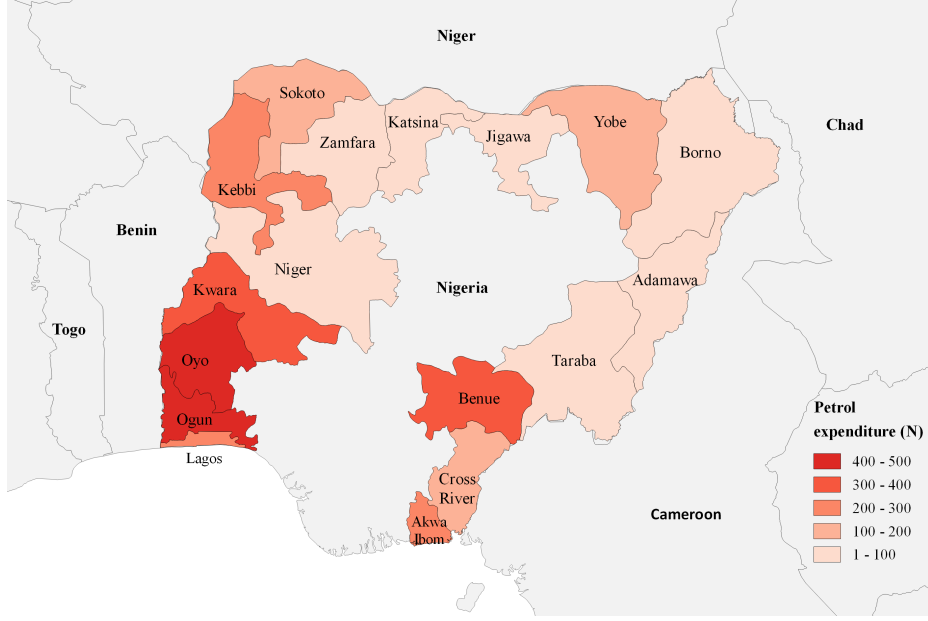 Niger
Sokoto
Katsina
Zamfara
Jigawa
Yobe
Borno
Chad
Kebbi
Benin
Niger
Nigeria
Adamawa
Kwara
Togo
Oyo
Taraba
Benue
Ogun
Lagos
Cross
River
Akwa
Ibom
Cameroon
Petrol
expenditure (N)
400 - 500
300 - 400
200 - 300
100 - 200
1 - 100